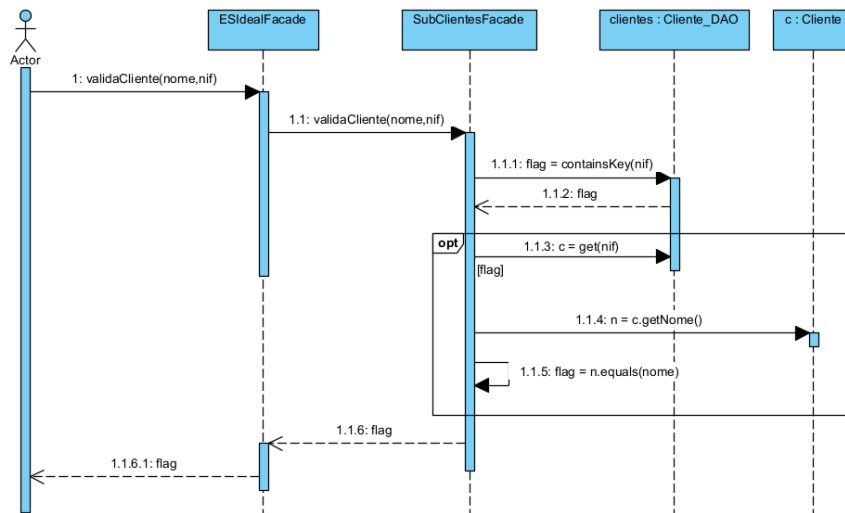 ESIdealFacade
SubClientesFacade
clientes : Cliente_DAO
c : Cliente
Actor
1: validaCliente(nome,nif)
1.1: validaCliente(nome,nif)
1.1.1: flag = containsKey(nif)
1.1.2: flag
opt
1.1.3: c = get(nif)
[flag]
1.1.4: n = c.getNome()
1.1.5: flag = n.equals(nome)
1.1.6: flag
1.1.6.1: flag